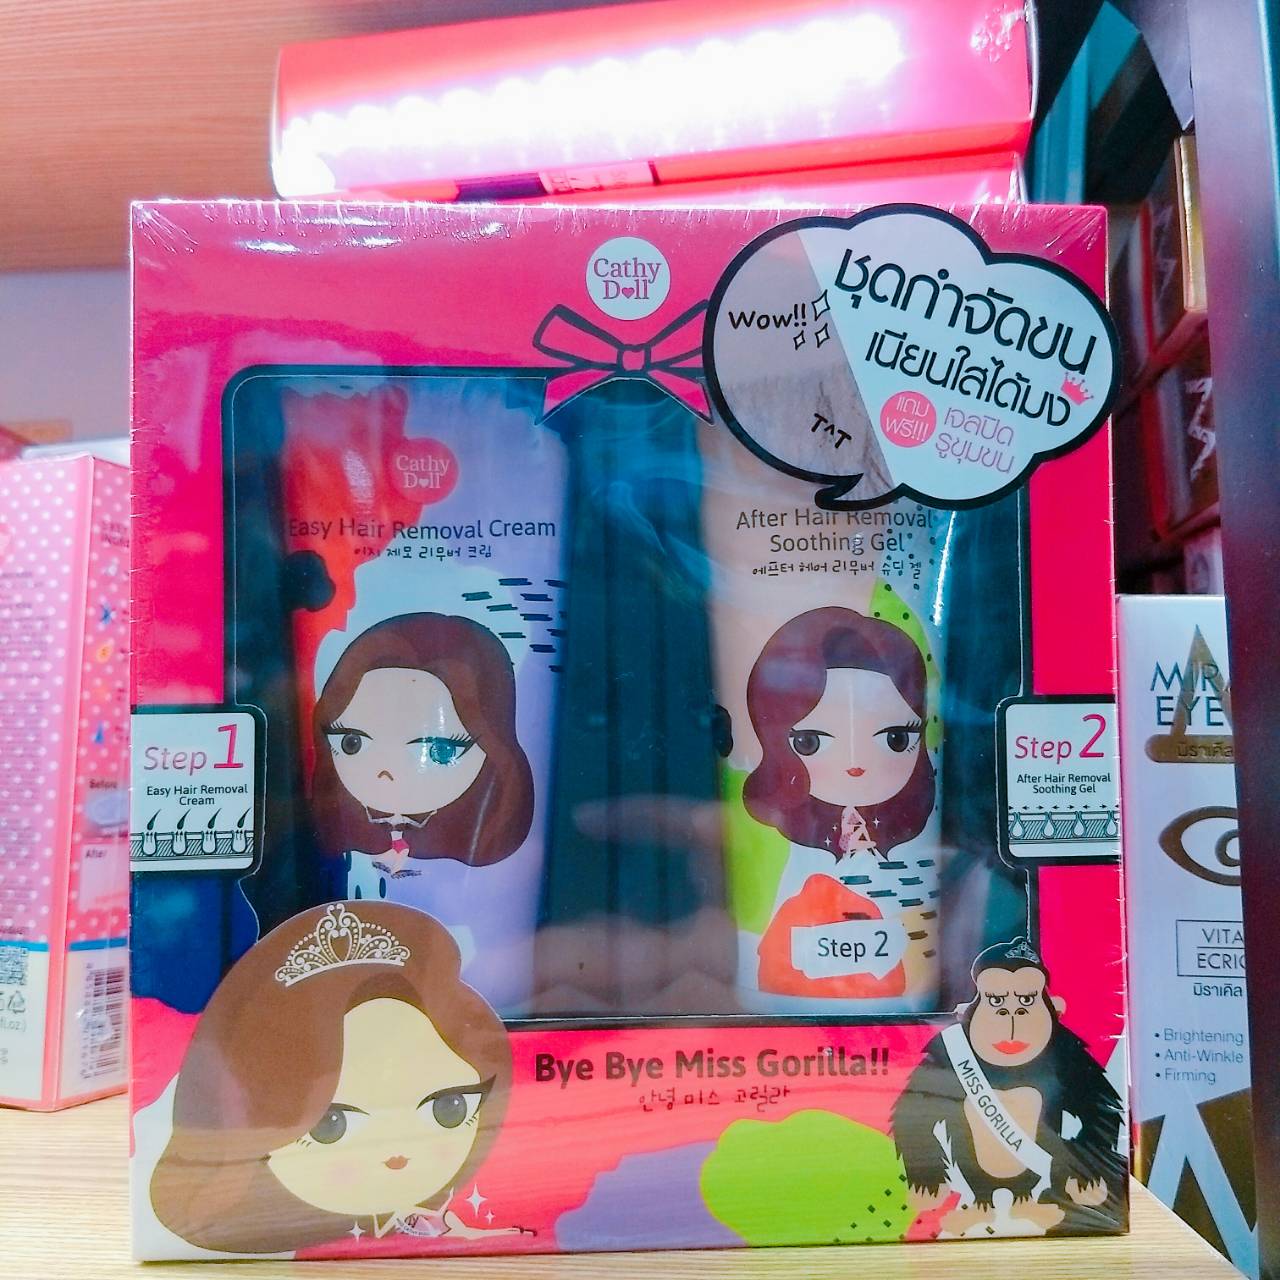 Cathy
Doll
Wow!!
ชุดกำจัดขน
เนียนใสได้มง
แถม
ฟรี!!!
เจลปิด
รูขุมขน
T^T
Cathy
Doll
Easy Hair Removal Cream
이지 제모 리무버 크림
After Hair Removal
Soothing Gel
에프터 헤어 리무버 슈딩 겔
Step 1
Easy Hair Removal
Cream
Step 2
After Hair Removal
Soothing Gel
Step 2
Bye Bye Miss Gorilla!!
안녕 미스 고릴라
MISS GORILLA
Before
After
EYE
VITA
มิราเคิล
• Brightening
• Anti-Winkle
• Firming